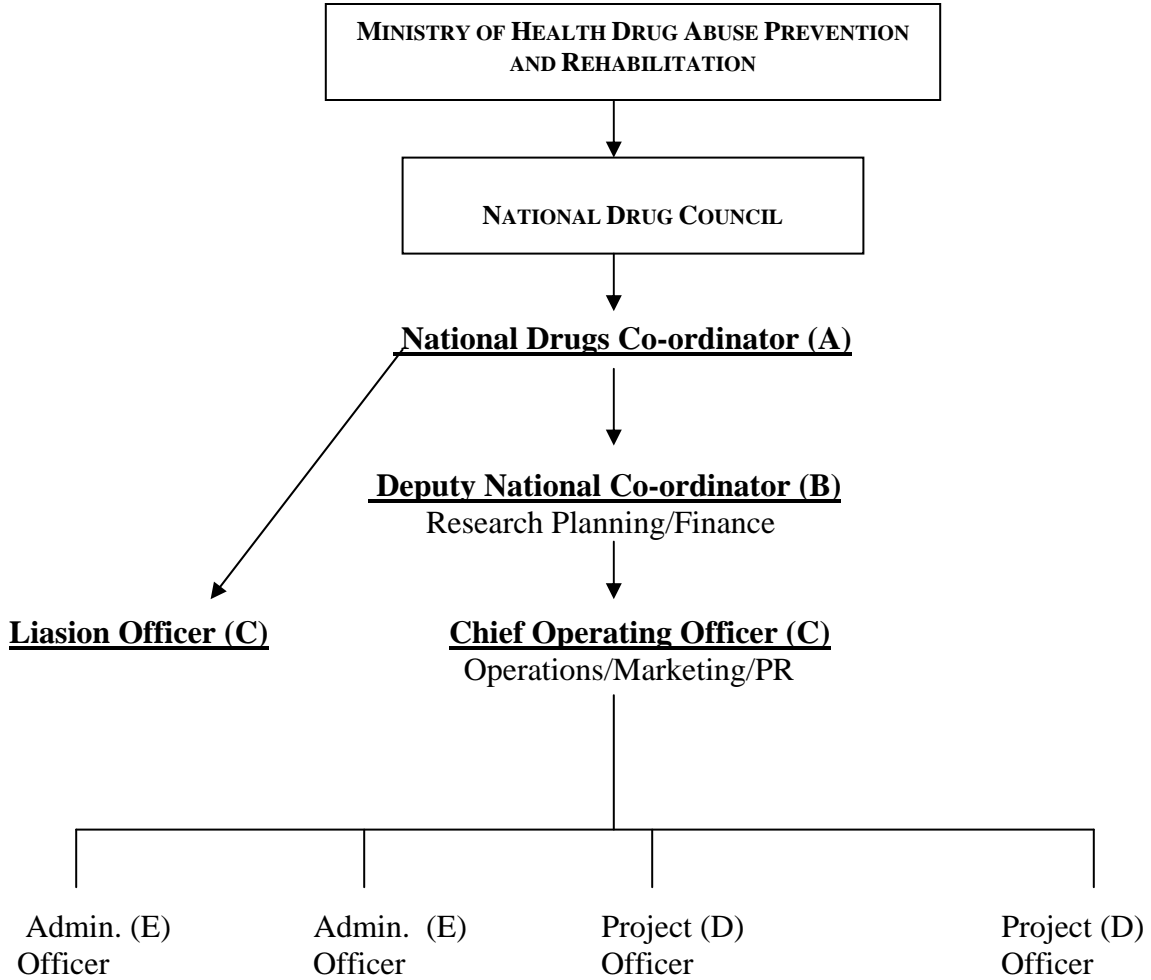 MINISTRY OF HEALTH DRUG ABUSE PREVENTION
AND REHABILITATION
NATIONAL DRUG COUNCIL
National Drugs Co-ordinator (A)
Deputy National Co-ordinator (B)
Research Planning/Finance
Liasion Officer (C)
Chief Operating Officer (C)
Operations/Marketing/PR
Admin. (E)
Officer
Admin. (E)
Officer
Project (D)
Officer
Project (D)
Officer